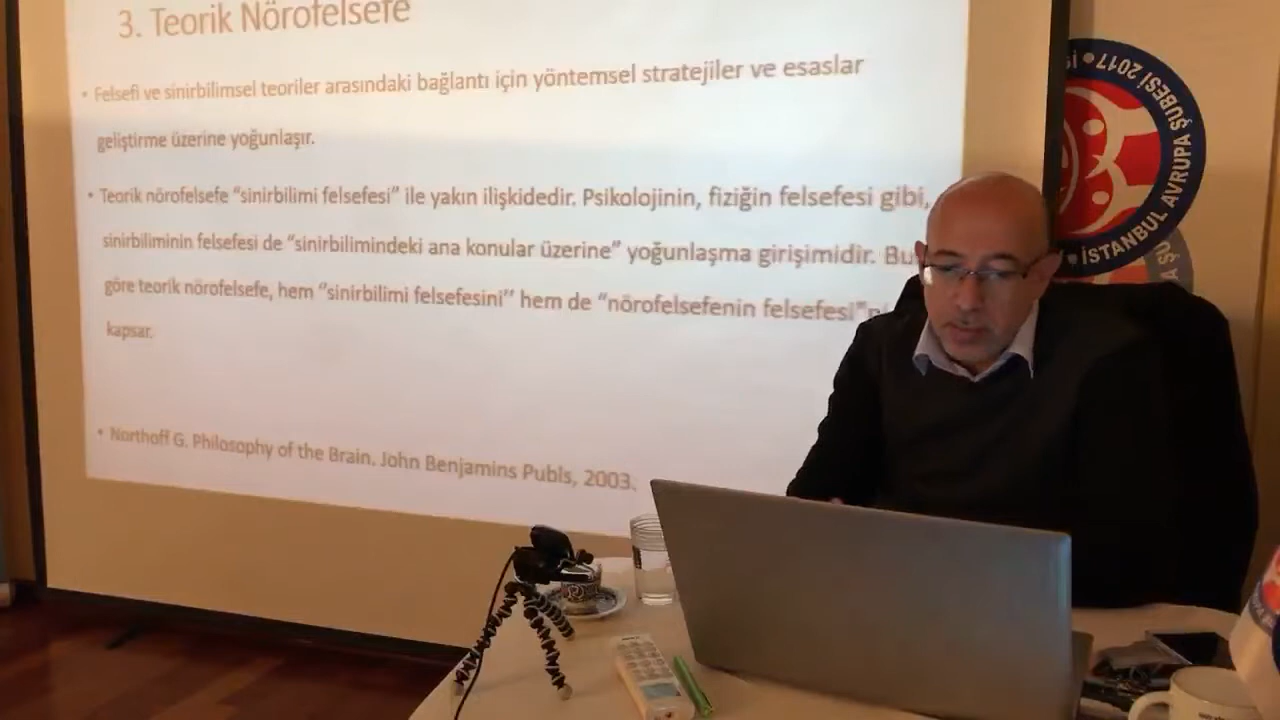 3. Teorik Nörofelsefe
• Felsefi ve sinirbilimsel teoriler arasındaki bağlantı için yöntemsel stratejiler ve esaslar
geliştirme üzerine yoğunlaşır.
• Teorik nörofelsefe “sinirbilimi felsefesi” ile yakın ilişkidedir. Psikolojinin, fiziğin felsefesi gibi,
sinirbiliminin felsefesi de “sinirbilimindeki ana konular üzerine” yoğunlaşma girişimidir. Bu
göre teorik nörofelsefe, hem “sinirbilimi felsefesini” hem de “nörofelsefenin felsefesi”
kapsar.
• Northoff G. Philosophy of the Brain. John Benjamins Publs, 2003.
İSTANBUL AVRUPA ŞUBESİ 2017